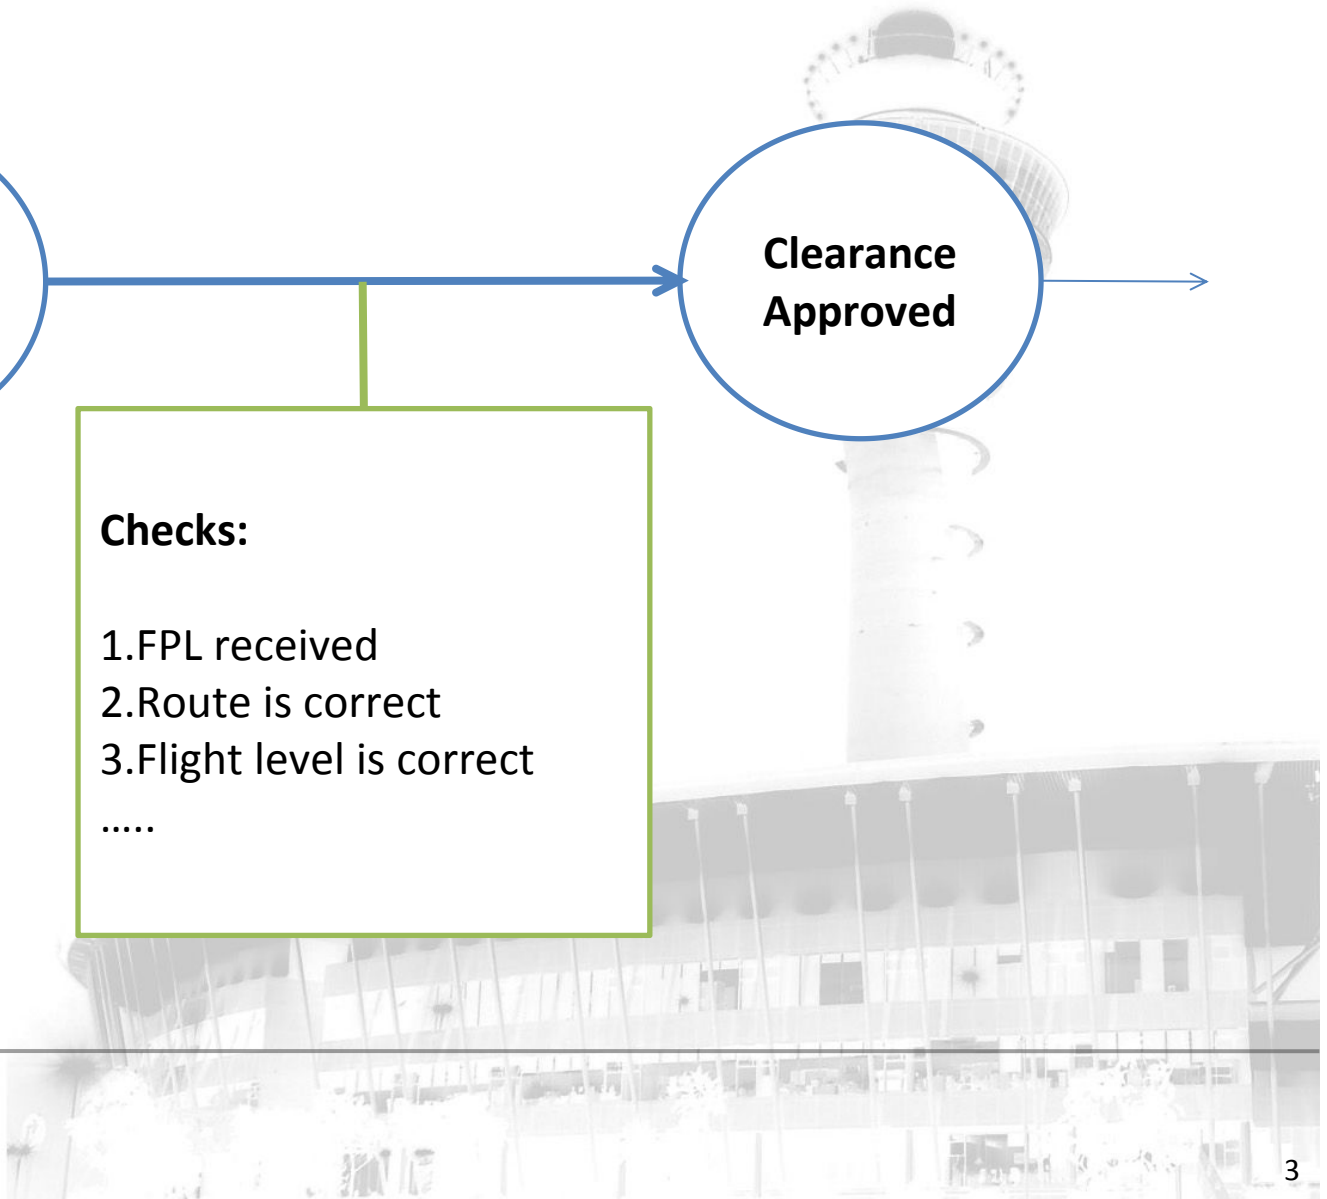 Clearance
Approved
Checks:
1.FPL received
2.Route is correct
3.Flight level is correct
…..
3